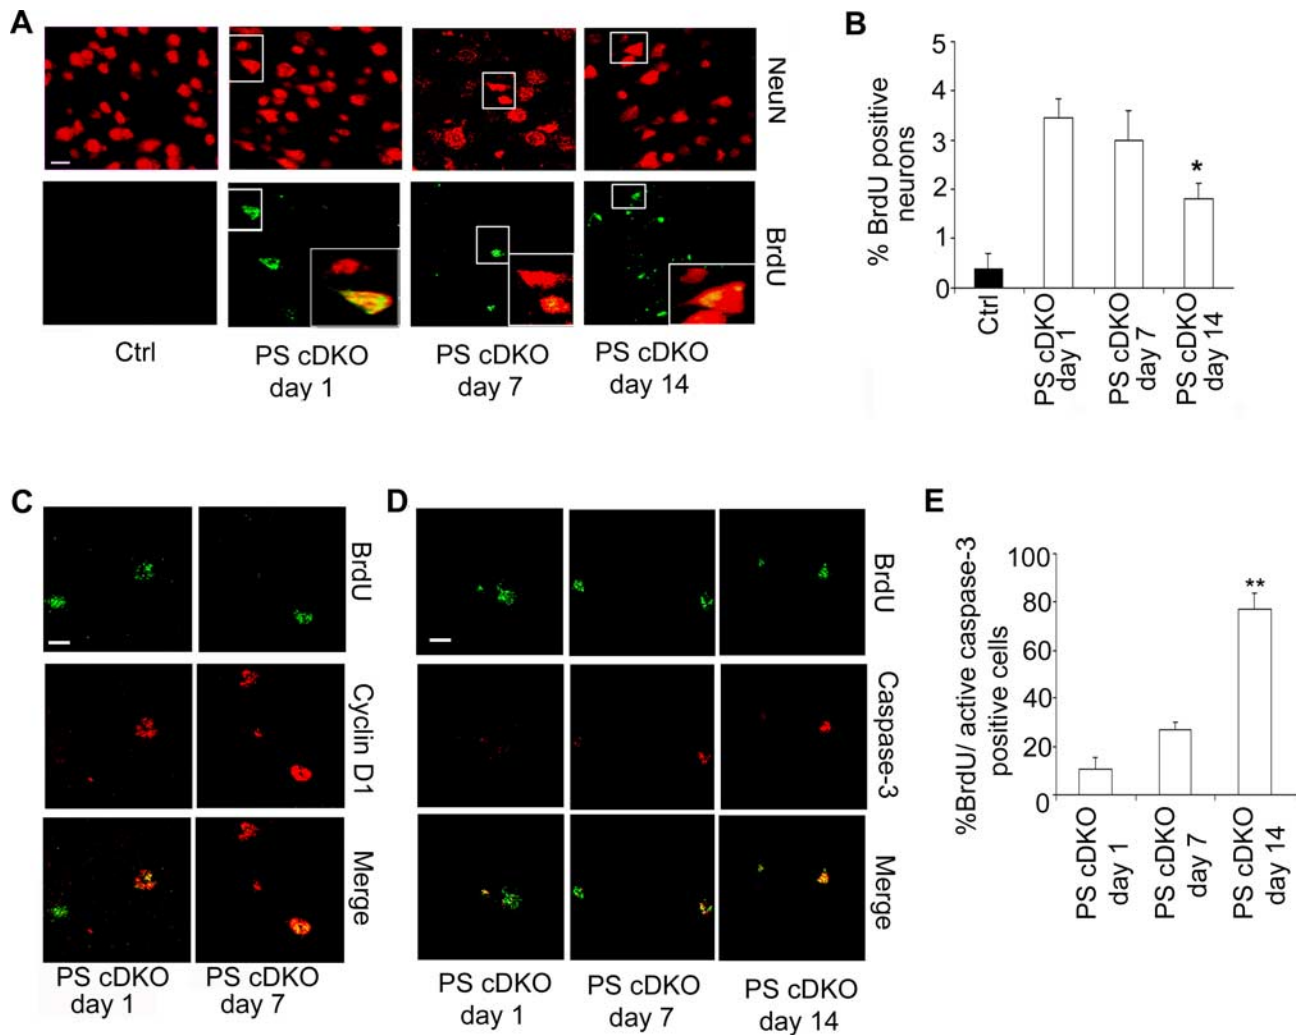 A
NeuN
BrdU
Ctrl
PS cDKO
day 1
PS cDKO
day 7
PS cDKO
day 14
B
% BrdU positive
neurons
5
4
3
2
1
0
*
Ctrl
PS cDKO
day 1
PS cDKO
day 7
PS cDKO
day 14
C
BrdU
Cyclin D1
Merge
PS cDKO
day 1
PS cDKO
day 7
D
BrdU
Caspase-3
Merge
PS cDKO
day 1
PS cDKO
day 7
PS cDKO
day 14
E
%BrdU/ active caspase-3
positive cells
100
80
60
40
20
0
**
PS cDKO
day 1
PS cDKO
day 7
PS cDKO
day 14